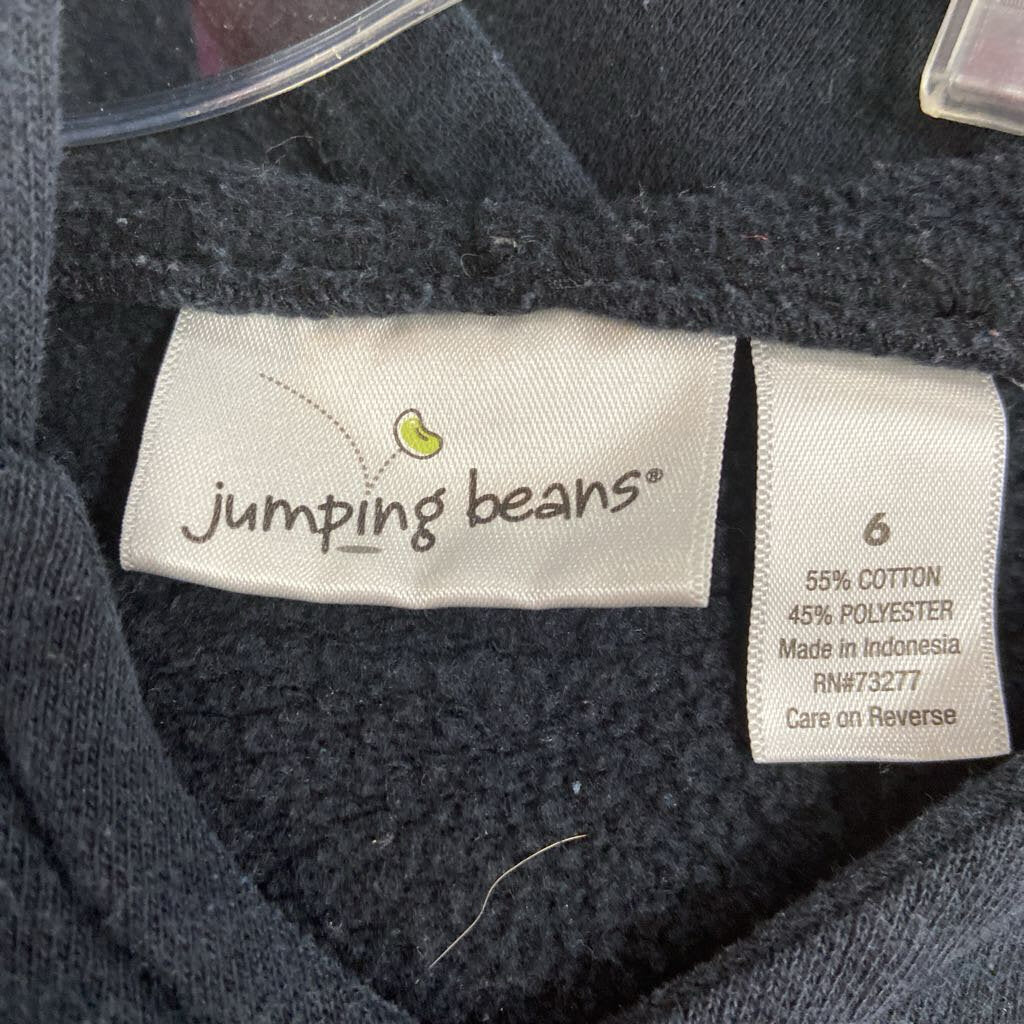 jumping beans®
6
55% COTTON
45% POLYESTER
Made in Indonesia
RN#73277
Care on Reverse